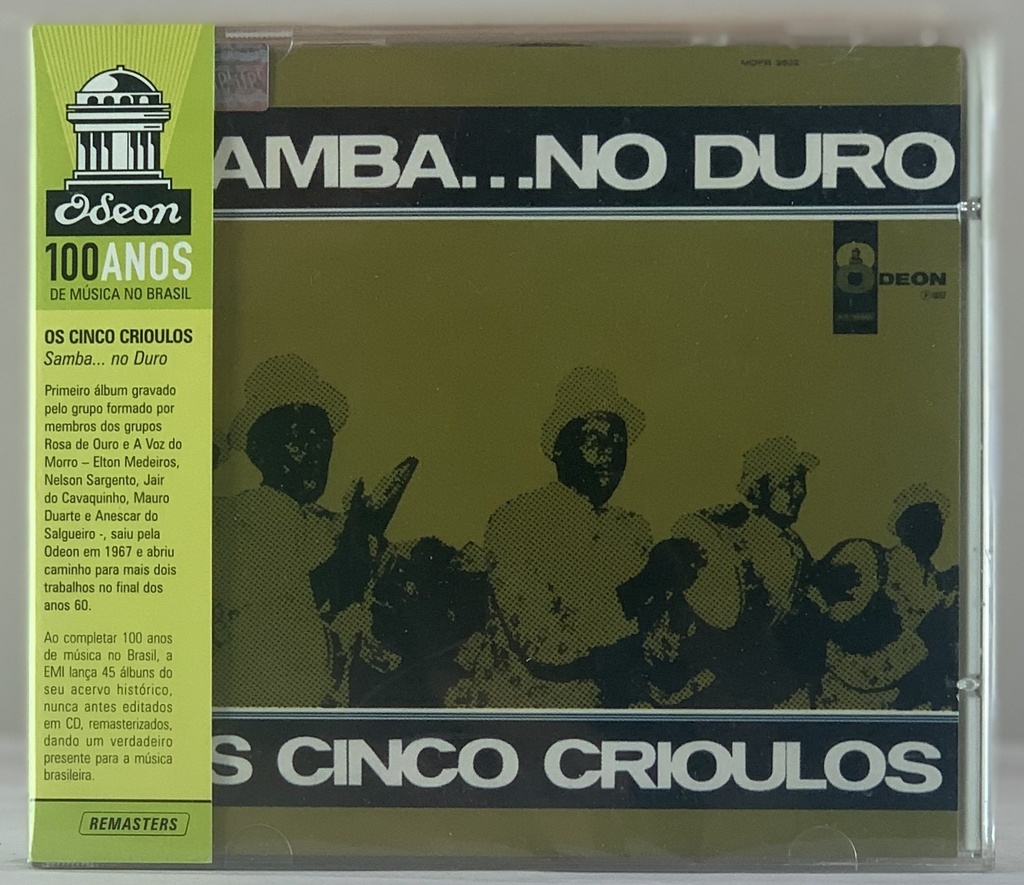 Odeon
100ANOS
DE MÚSICA NO BRASIL
OS CINCO CRIOULOS
Samba... no Duro
Primeiro álbum gravado
pelo grupo formado por
membros dos grupos
Rosa de Ouro e A Voz do
Morro – Elton Medeiros,
Nelson Sargento, Jair
do Cavaquinho, Mauro
Duarte e Anescar do
Salgueiro -, saiu pela
Odeon em 1967 e abriu
caminho para mais dois
trabalhos no final dos
anos 60.
Ao completar 100 anos
de música no Brasil, a
EMI lança 45 álbuns do
seu acervo histórico,
nunca antes editados
em CD, remasterizados,
dando um verdadeiro
presente para a música
brasileira.
REMASTERS
AMBA...NO DURO
ODEON
S CINCO CRIOULOS